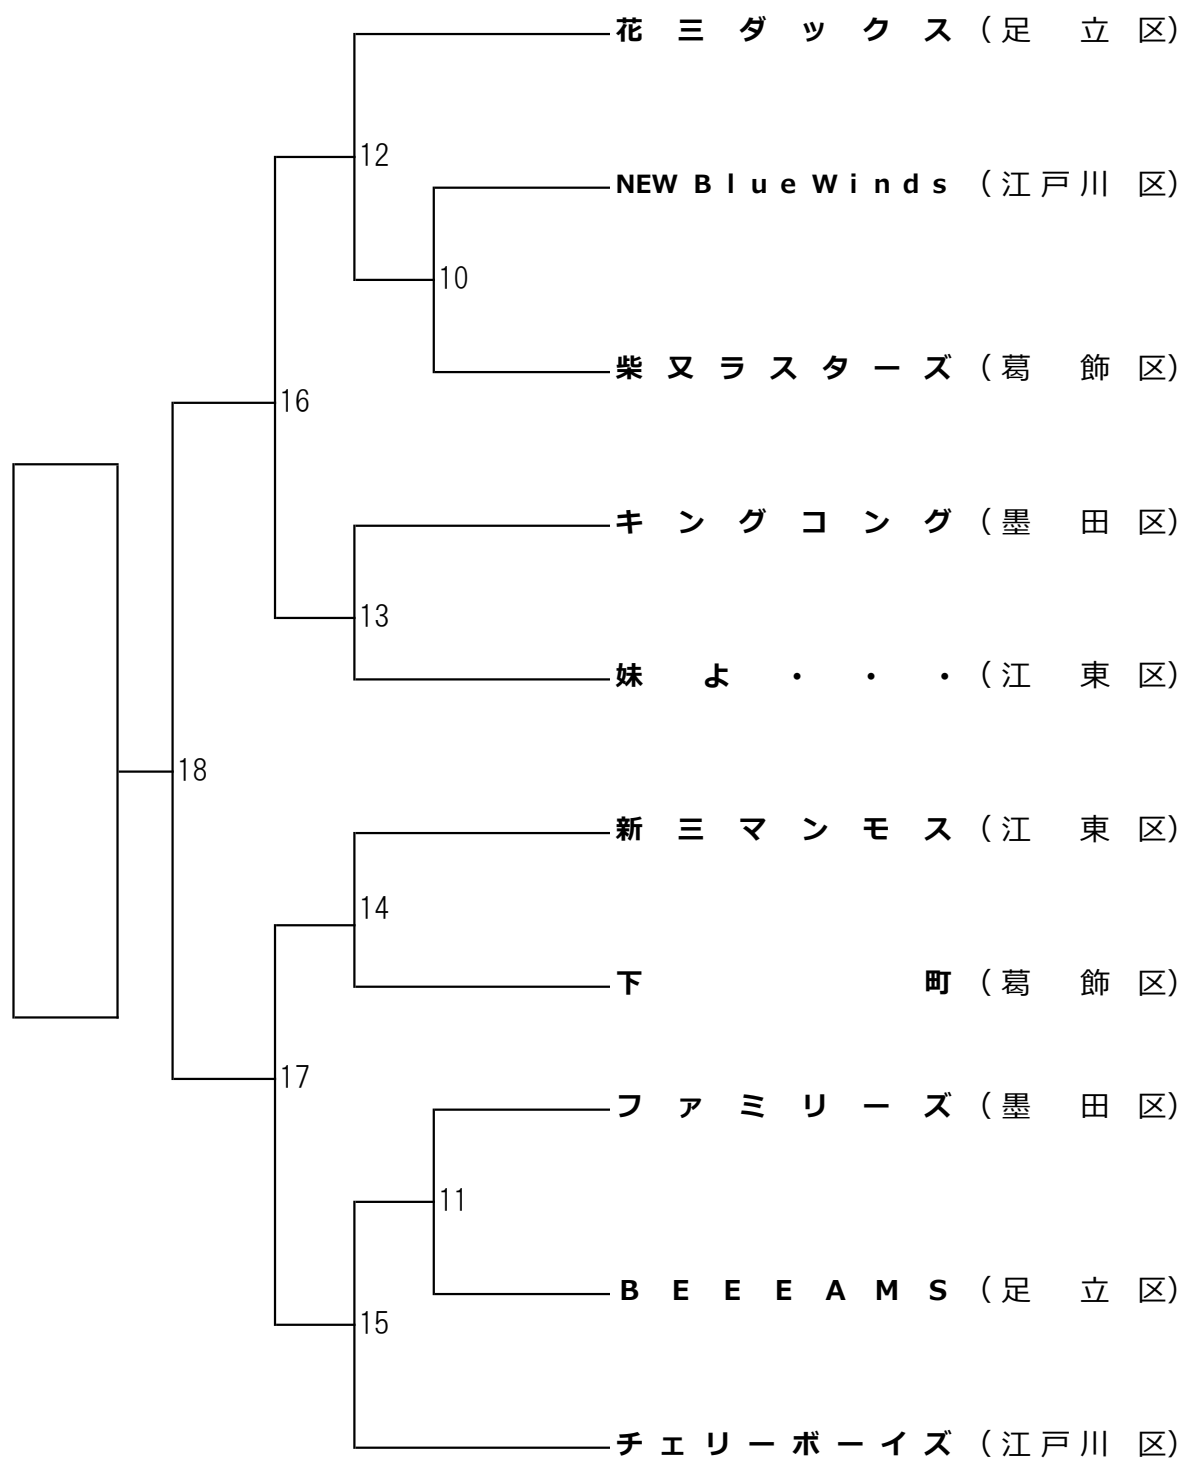 花三ダックス (足立区)
12
NEW BlueWinds (江戸川区)
10
柴又ラスターズ (葛飾区)
16
キングコング (墨田区)
13
妹よ・・・ (江東区)
18
新三マンモス (江東区)
14
下町 (葛飾区)
17
ファミリーズ (墨田区)
11
BEEEAMS (足立区)
15
チェリーボーイズ (江戸川区)